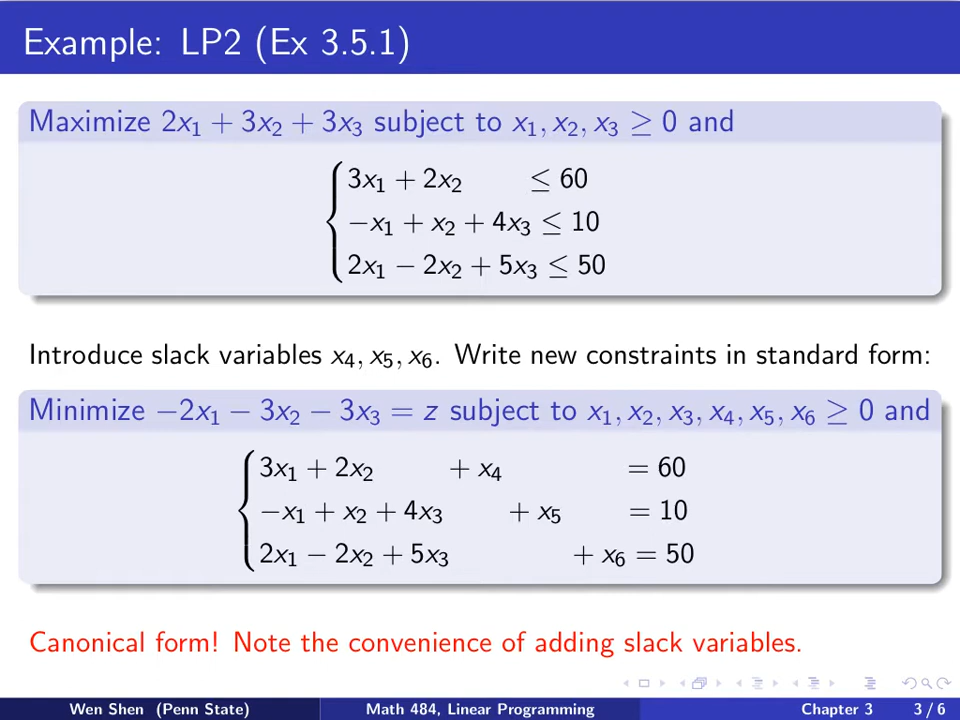 Example: LP2 (Ex 3.5.1)
Maximize 2x₁ + 3x₂ + 3x₃ subject to x₁, x₂, x₃ ≥ 0 and
3x₁ + 2x₂ ≤ 60
−x₁ + x₂ + 4x₃ ≤ 10
2x₁ − 2x₂ + 5x₃ ≤ 50
Introduce slack variables x₄, x₅, x₆. Write new constraints in standard form:
Minimize −2x₁ − 3x₂ − 3x₃ = z subject to x₁, x₂, x₃, x₄, x₅, x₆ ≥ 0 and
3x₁ + 2x₂ + x₄ = 60
−x₁ + x₂ + 4x₃ + x₅ = 10
2x₁ − 2x₂ + 5x₃ + x₆ = 50
Canonical form! Note the convenience of adding slack variables.
Wen Shen (Penn State) Math 484, Linear Programming Chapter 3 3 / 6